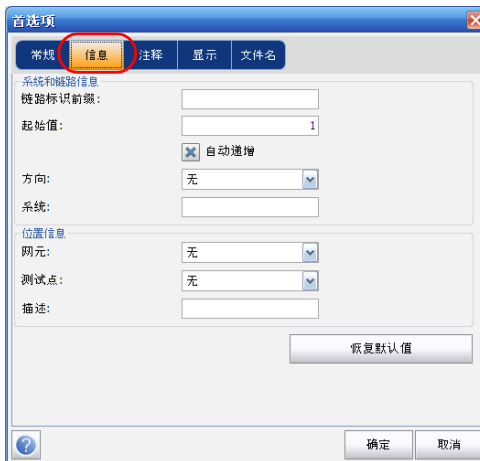 首选项
常规 信息 注释 显示 文件名
系统和链路信息
链路标识前缀:
起始值: 1
自动递增
方向: 无
系统:
位置信息
网元: 无
测试点: 无
描述:
恢复默认值
确定 取消